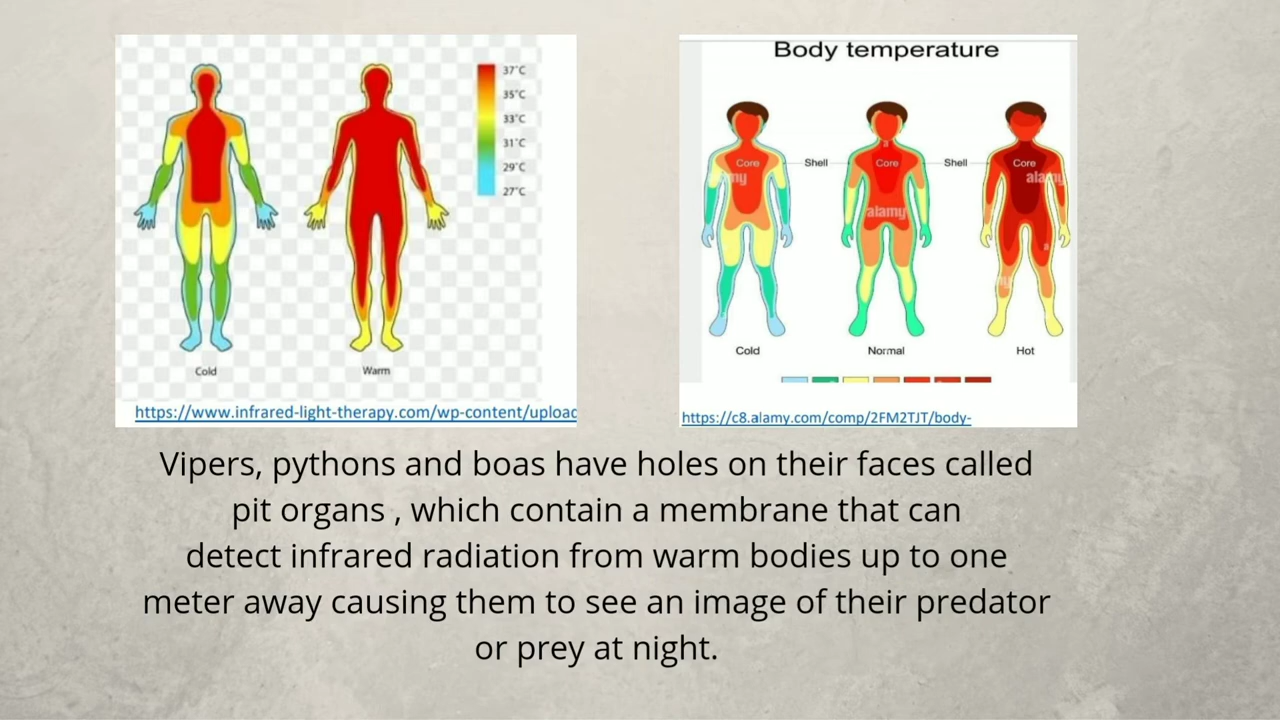 37°C
35°C
33°C
31°C
29°C
27°C
Cold
Warm
https://www.infrared-light-therapy.com/wp-content/upload
Body temperature
Core
Shell
Core
Shell
Core
alamy
alamy
Cold
Normal
Hot
https://c8.alamy.com/comp/2FM2TJT/body-
Vipers, pythons and boas have holes on their faces called
pit organs , which contain a membrane that can
detect infrared radiation from warm bodies up to one
meter away causing them to see an image of their predator
or prey at night.